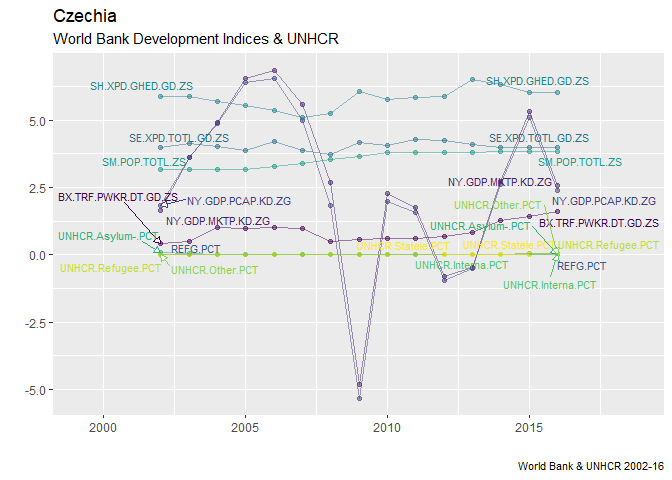 Czechia
World Bank Development Indices & UNHCR
SH.XPD.GHED.GD.ZS
SH.XPD.GHED.GD.ZS
5.0
SE.XPD.TOTL.GD.ZS
SE.XPD.TOTL.GD.ZS
SM.POP.TOTL.ZS
SM.POP.TOTL.ZS
NY.GDP.MKTP.KD.ZG
2.5
BX.TRF.PWKR.DT.GD.ZS
NY.GDP.PCAP.KD.ZG
UNHCR.Other.PCT
NY.GDP.PCAP.KD.ZG
NY.GDP.MKTP.KD.ZG
UNHCR.Asylum-.PCT
BX.TRF.PWKR.DT.GD.ZS
UNHCR.Asylum-.PCT
REFG.PCT
UNHCR.Statele.PCT
UNHCR.Statele.PCT
UNHCR.Refugee.PCT
0.0
UNHCR.Refugee.PCT
UNHCR.Other.PCT
UNHCR.Interna.PCT
REFG.PCT
UNHCR.Interna.PCT
-2.5
-5.0
2000
2005
2010
2015
World Bank & UNHCR 2002-16